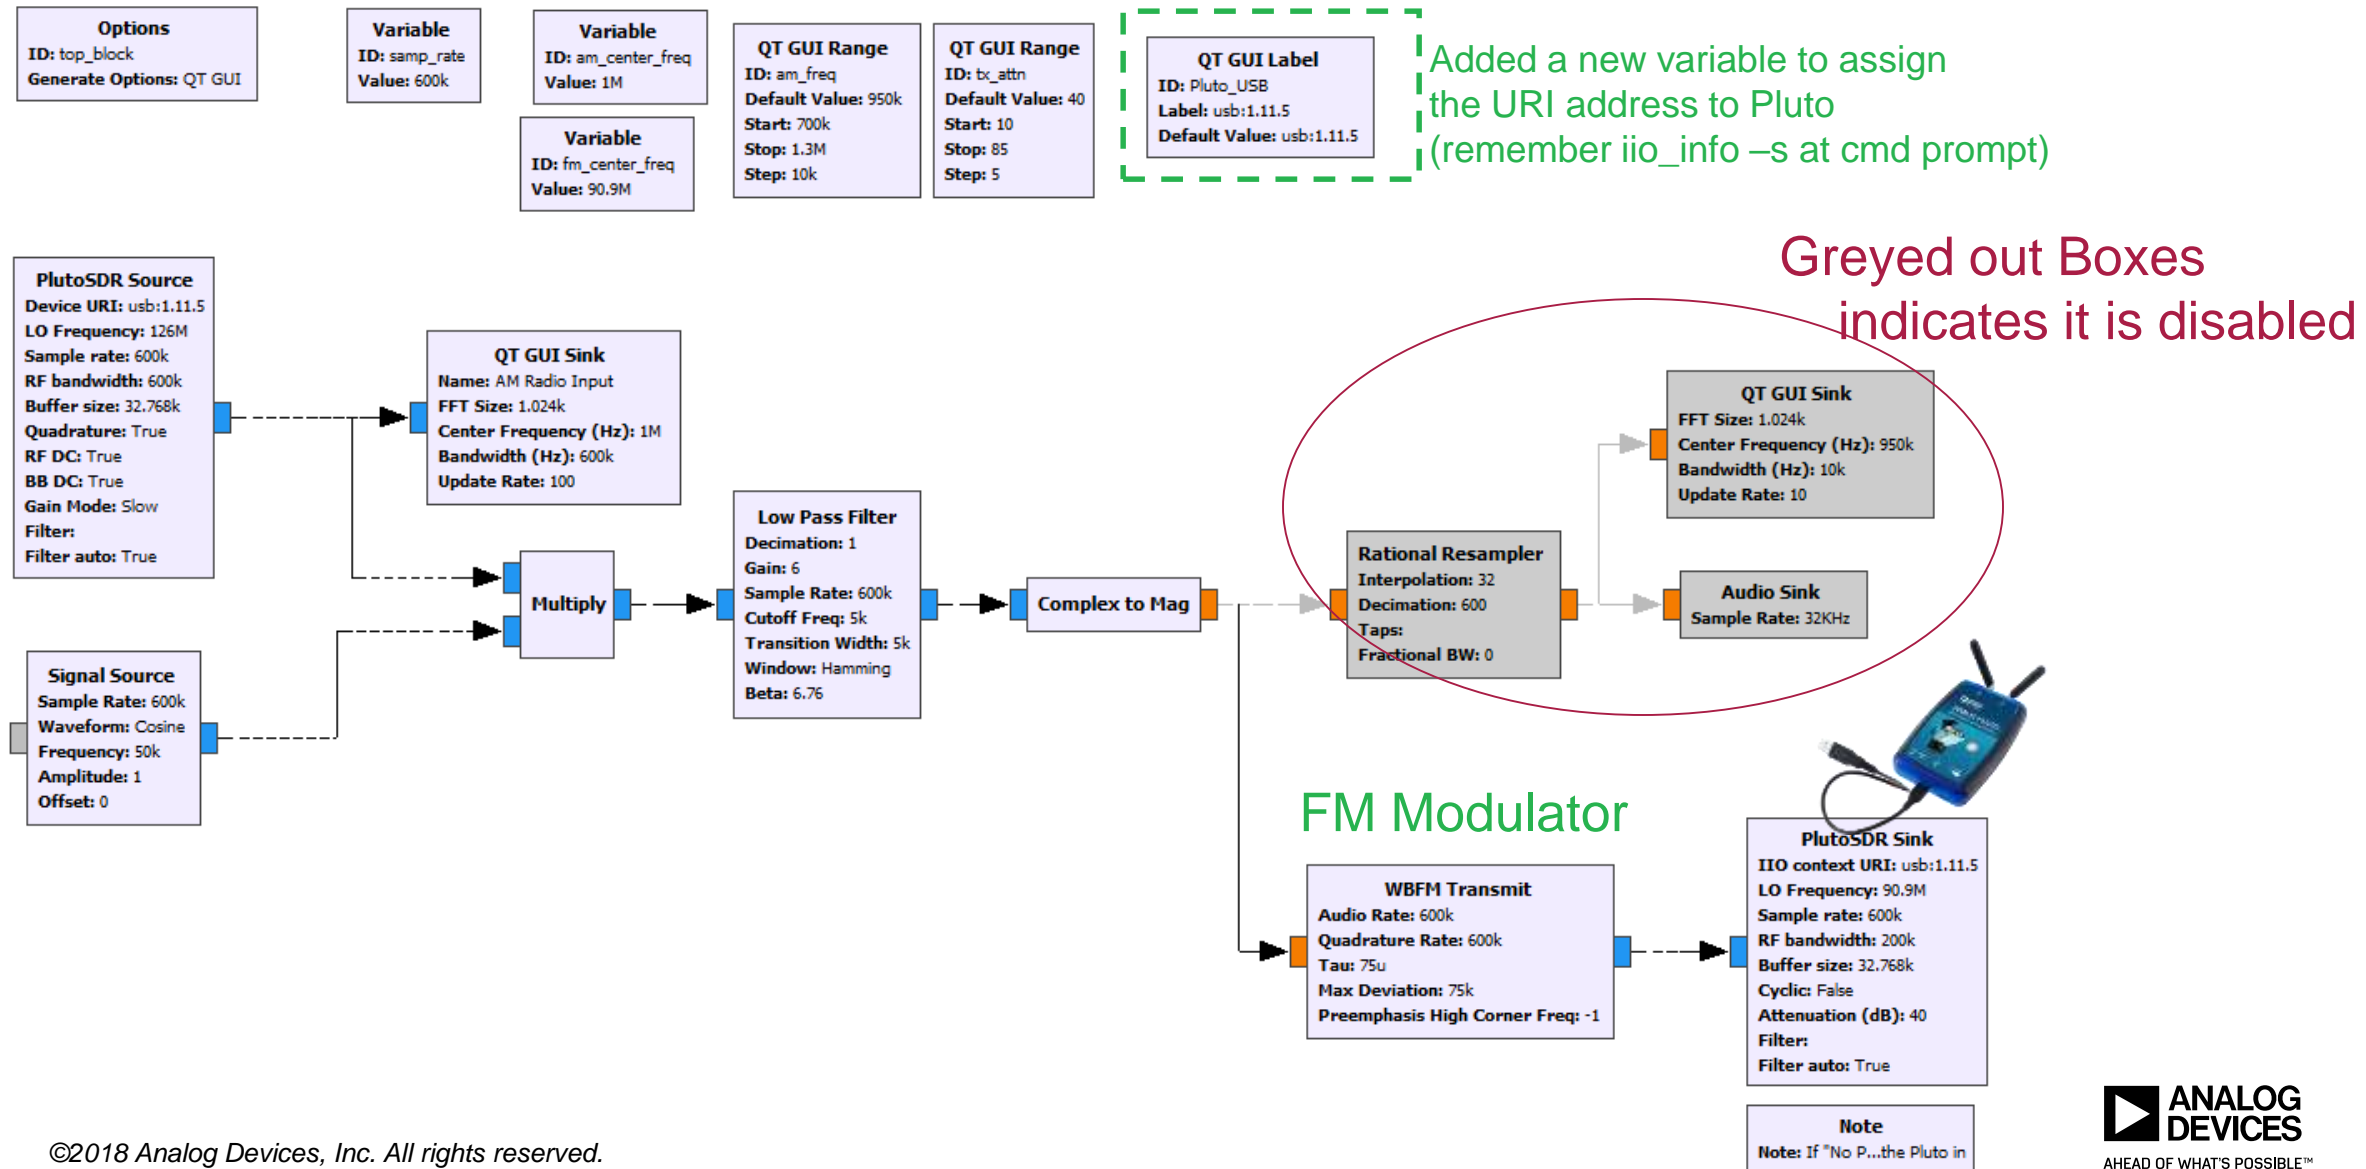 Options
ID: top_block
Generate Options: QT GUI
Variable
ID: samp_rate
Value: 600k
Variable
ID: am_center_freq
Value: 1M
Variable
ID: fm_center_freq
Value: 90.9M
QT GUI Range
ID: am_freq
Default Value: 950k
Start: 700k
Stop: 1.3M
Step: 10k
QT GUI Range
ID: tx_attn
Default Value: 40
Start: 10
Stop: 85
Step: 5
QT GUI Label
ID: Pluto_USB
Label: usb:1.11.5
Default Value: usb:1.11.5
Added a new variable to assign
the URI address to Pluto
(remember iio_info –s at cmd prompt)
Greyed out Boxes
indicates it is disabled
PlutoSDR Source
Device URI: usb:1.11.5
LO Frequency: 126M
Sample rate: 600k
RF bandwidth: 600k
Buffer size: 32.768k
Quadrature: True
RF DC: True
BB DC: True
Gain Mode: Slow
Filter:
Filter auto: True
QT GUI Sink
Name: AM Radio Input
FFT Size: 1.024k
Center Frequency (Hz): 1M
Bandwidth (Hz): 600k
Update Rate: 100
Signal Source
Sample Rate: 600k
Waveform: Cosine
Frequency: 50k
Amplitude: 1
Offset: 0
Multiply
Low Pass Filter
Decimation: 1
Gain: 6
Sample Rate: 600k
Cutoff Freq: 5k
Transition Width: 5k
Window: Hamming
Beta: 6.76
Complex to Mag
Rational Resampler
Interpolation: 32
Decimation: 600
Taps:
Fractional BW: 0
QT GUI Sink
FFT Size: 1.024k
Center Frequency (Hz): 950k
Bandwidth (Hz): 10k
Update Rate: 10
Audio Sink
Sample Rate: 32KHz
FM Modulator
WBFM Transmit
Audio Rate: 600k
Quadrature Rate: 600k
Tau: 75u
Max Deviation: 75k
Preemphasis High Corner Freq: -1
PlutoSDR Sink
IIO context URI: usb:1.11.5
LO Frequency: 90.9M
Sample rate: 600k
RF bandwidth: 200k
Buffer size: 32.768k
Cyclic: False
Attenuation (dB): 40
Filter:
Filter auto: True
Note
Note: If "No P...the Pluto in
©2018 Analog Devices, Inc. All rights reserved.
ANALOG
DEVICES
AHEAD OF WHAT'S POSSIBLE™